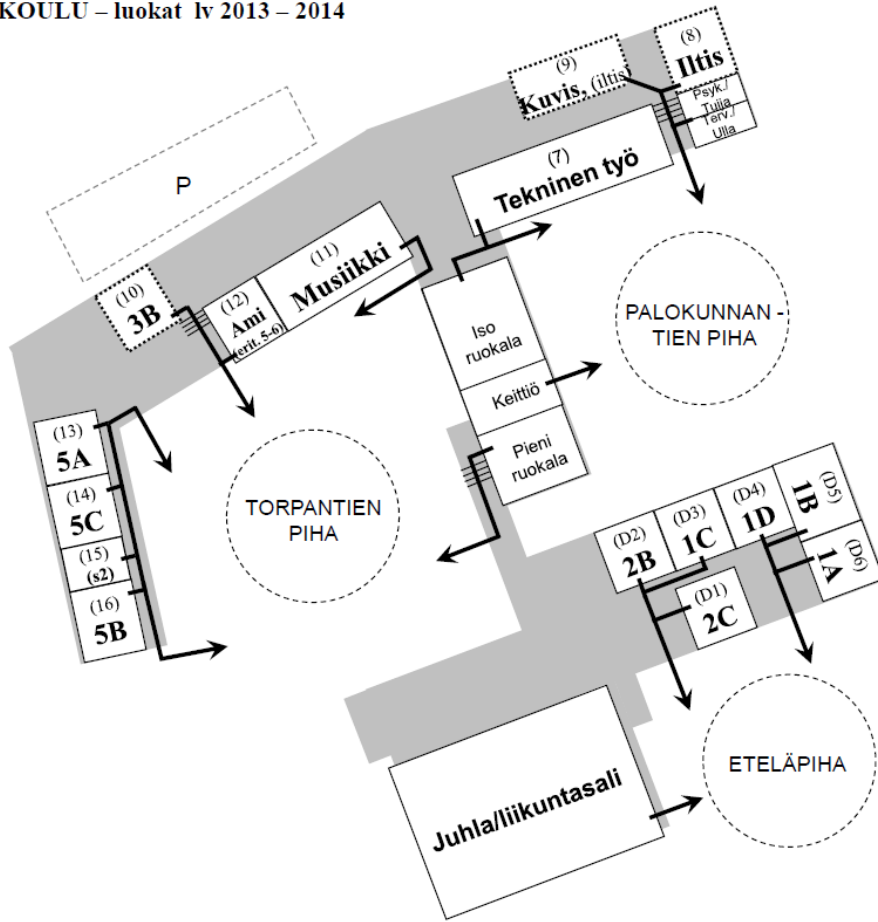 KOULU – luokat lv 2013 – 2014
(8)
Iltis
(9)
Kuvis, (iltis)
Psyk./
Tuija
Terv./
Ulla
(7)
Tekninen työ
P
(11)
Musiikki
(10)
3B
(12)
Ami
(erit. 5-6)
Iso
ruokala
PALOKUNNAN -
TIEN PIHA
Keittiö
Pieni
ruokala
(13)
5A
(14)
5C
(15)
(s2)
(16)
5B
TORPANTIEN
PIHA
(D2)
2B
(D3)
1C
(D4)
1D
(D5)
1B
(D6)
1A
(D1)
2C
ETELÄPIHA
Juhla/liikuntasali